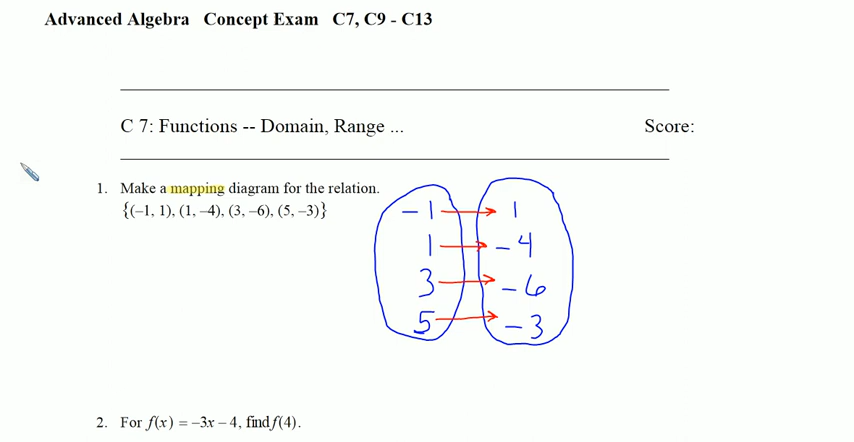 Advanced Algebra Concept Exam C7, C9 - C13
C 7: Functions -- Domain, Range ... Score:
1. Make a mapping diagram for the relation.
{(–1, 1), (1, –4), (3, –6), (5, –3)}
–1 → 1
1 → –4
3 → –6
5 → –3
2. For f(x) = –3x – 4, find f(4).